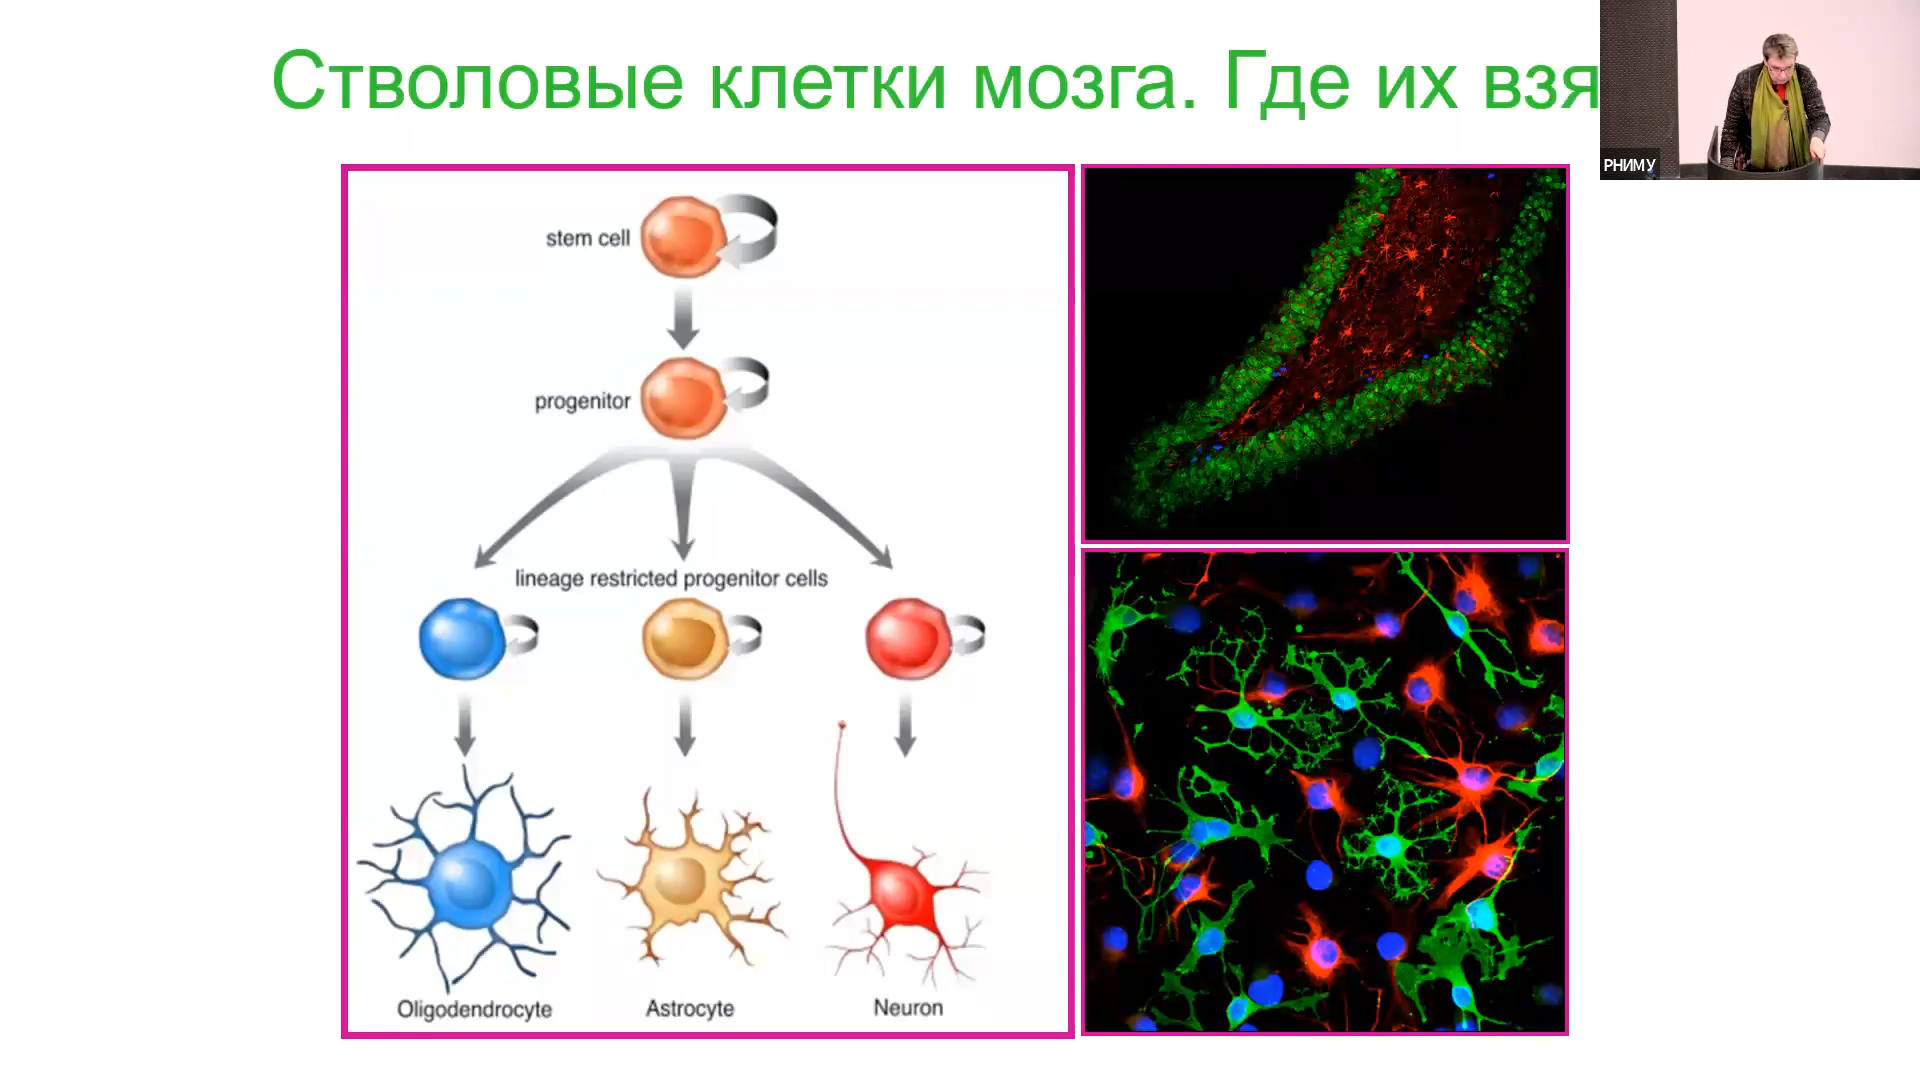 Стволовые клетки мозга. Где их взя
РНИМУ
stem cell
progenitor
lineage restricted progenitor cells
Oligodendrocyte
Astrocyte
Neuron